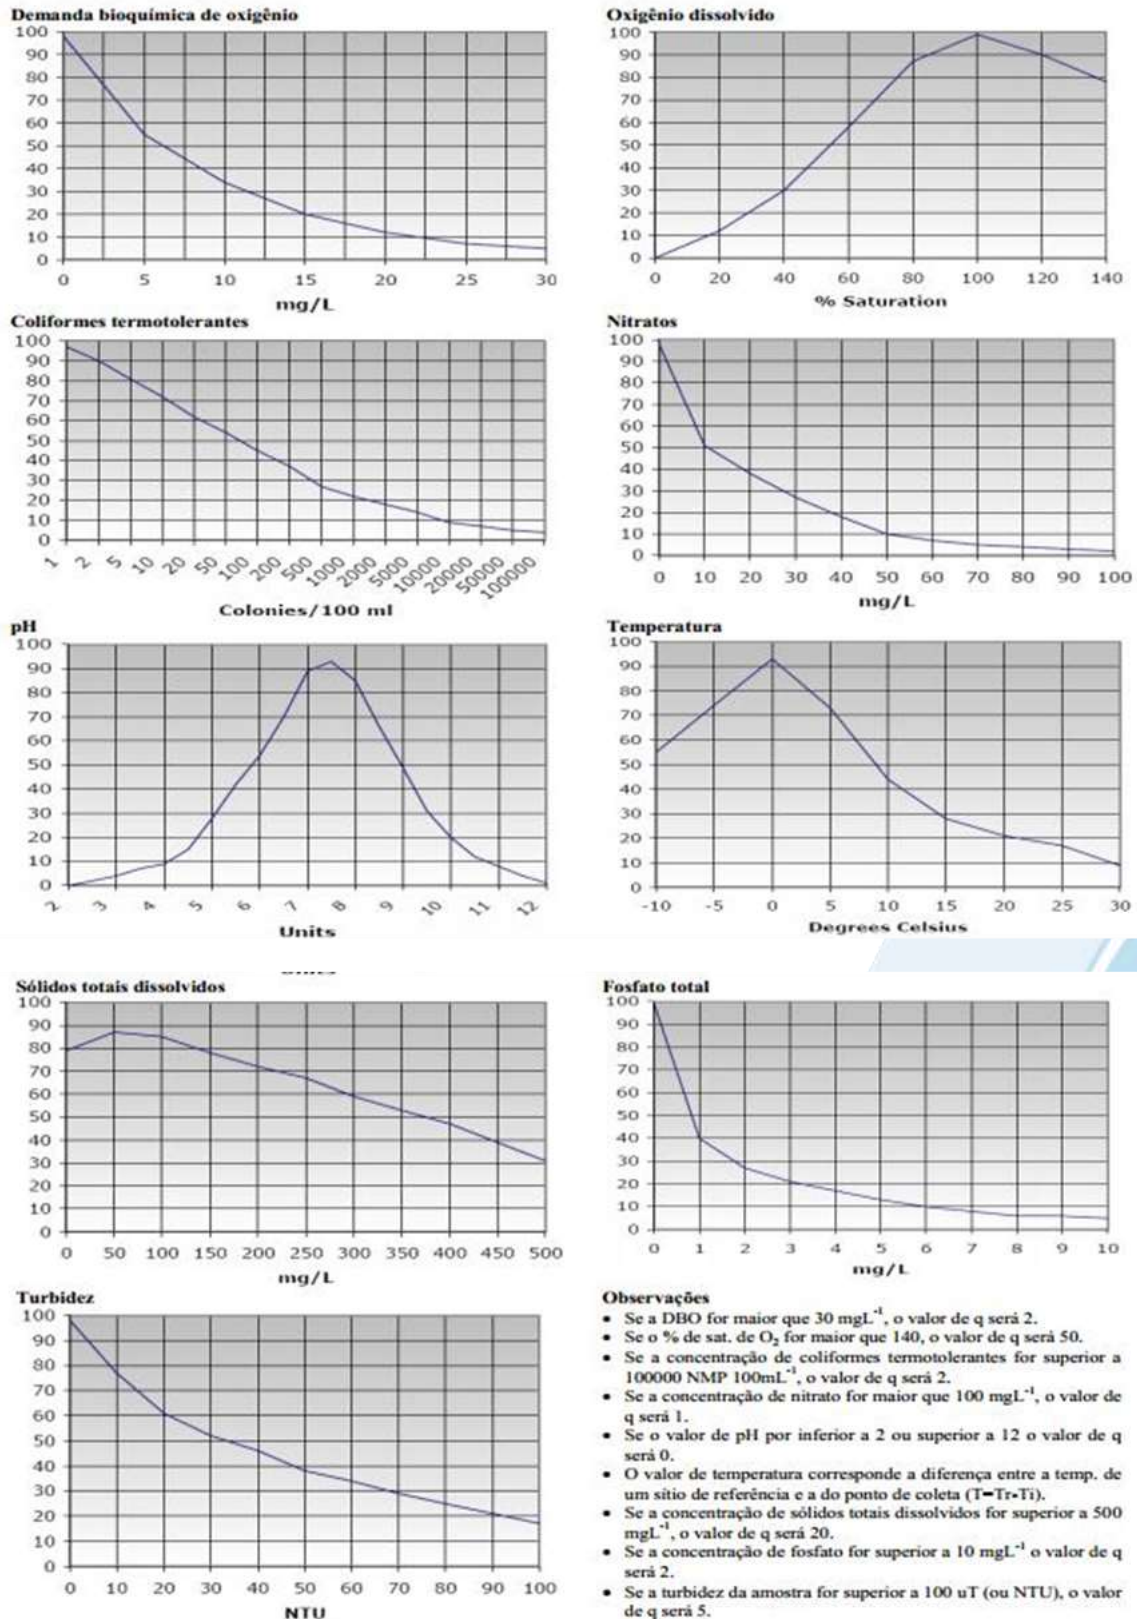 Demanda bioquímica de oxigênio
100
90
80
70
60
50
40
30
20
10
0
0 5 10 15 20 25 30
mg/L
Oxigênio dissolvido
100
90
80
70
60
50
40
30
20
10
0
0 20 40 60 80 100 120 140
% Saturation
Coliformes termotolerantes
100
90
80
70
60
50
40
30
20
10
0
1 2 5 10 20 50 100 200 500 1000 2000 5000 10000 20000 50000 100000
Colonies/100 ml
Nitratos
100
90
80
70
60
50
40
30
20
10
0
0 10 20 30 40 50 60 70 80 90 100
mg/L
pH
100
90
80
70
60
50
40
30
20
10
0
2 3 4 5 6 7 8 9 10 11 12
Units
Temperatura
100
90
80
70
60
50
40
30
20
10
0
-10 -5 0 5 10 15 20 25 30
Degrees Celsius
Sólidos totais dissolvidos
100
90
80
70
60
50
40
30
20
10
0
0 50 100 150 200 250 300 350 400 450 500
mg/L
Fosfato total
100
90
80
70
60
50
40
30
20
10
0
0 1 2 3 4 5 6 7 8 9 10
mg/L
Turbidez
100
90
80
70
60
50
40
30
20
10
0
0 10 20 30 40 50 60 70 80 90 100
NTU
Observações
• Se a DBO for maior que 30 mgL⁻¹, o valor de q será 2.
• Se o % de sat. de O₂ for maior que 140, o valor de q será 50.
• Se a concentração de coliformes termotolerantes for superior a
100000 NMP 100mL⁻¹, o valor de q será 2.
• Se a concentração de nitrato for maior que 100 mgL⁻¹, o valor de
q será 1.
• Se o valor de pH por inferior a 2 ou superior a 12 o valor de q
será 0.
• O valor de temperatura corresponde a diferença entre a temp. de
um sítio de referência e a do ponto de coleta (T=Tr-Ti).
• Se a concentração de sólidos totais dissolvidos for superior a 500
mgL⁻¹, o valor de q será 20.
• Se a concentração de fosfato for superior a 10 mgL⁻¹ o valor de q
será 2.
• Se a turbidez da amostra for superior a 100 uT (ou NTU), o valor
de q será 5.